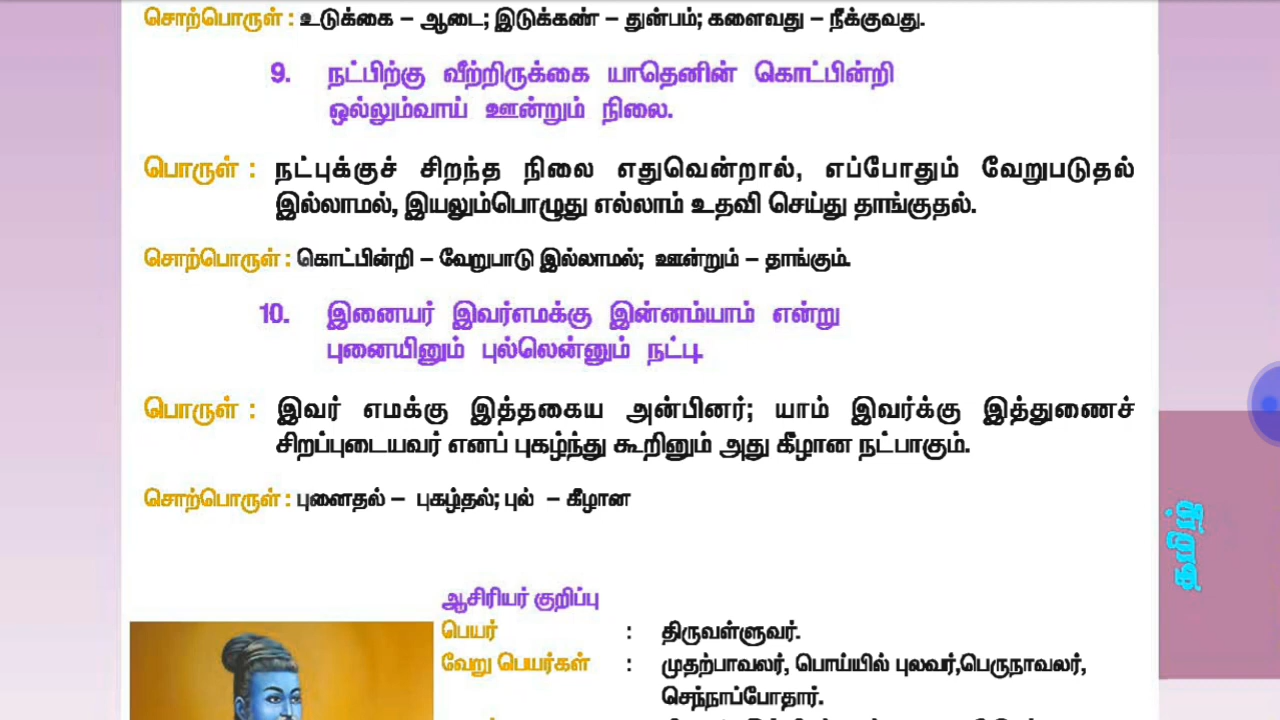 சொற்பொருள் : உடுக்கை – ஆடை; இடுக்கண் – துன்பம்; களைவது – நீக்குவது.
9. நட்பிற்கு வீற்றிருக்கை யாதெனின் கொட்பின்றி
ஒல்லும்வாய் ஊன்றும் நிலை.
பொருள் : நட்புக்குச் சிறந்த நிலை எதுவென்றால், எப்போதும் வேறுபடுதல்
இல்லாமல், இயலும்பொழுது எல்லாம் உதவி செய்து தாங்குதல்.
சொற்பொருள் : கொட்பின்றி – வேறுபாடு இல்லாமல்; ஊன்றும் – தாங்கும்.
10. இனையர் இவர்எமக்கு இன்னம்யாம் என்று
புனையினும் புல்லென்னும் நட்பு.
பொருள் : இவர் எமக்கு இத்தகைய அன்பினர்; யாம் இவர்க்கு இத்துணைச்
சிறப்புடையவர் எனப் புகழ்ந்து கூறினும் அது கீழான நட்பாகும்.
சொற்பொருள் : புனைதல் – புகழ்தல்; புல் – கீழான
தமிழ்
ஆசிரியர் குறிப்பு
பெயர் : திருவள்ளுவர்.
வேறு பெயர்கள் : முதற்பாவலர், பொய்யில் புலவர்,பெருநாவலர்,
செந்நாப்போதார்.